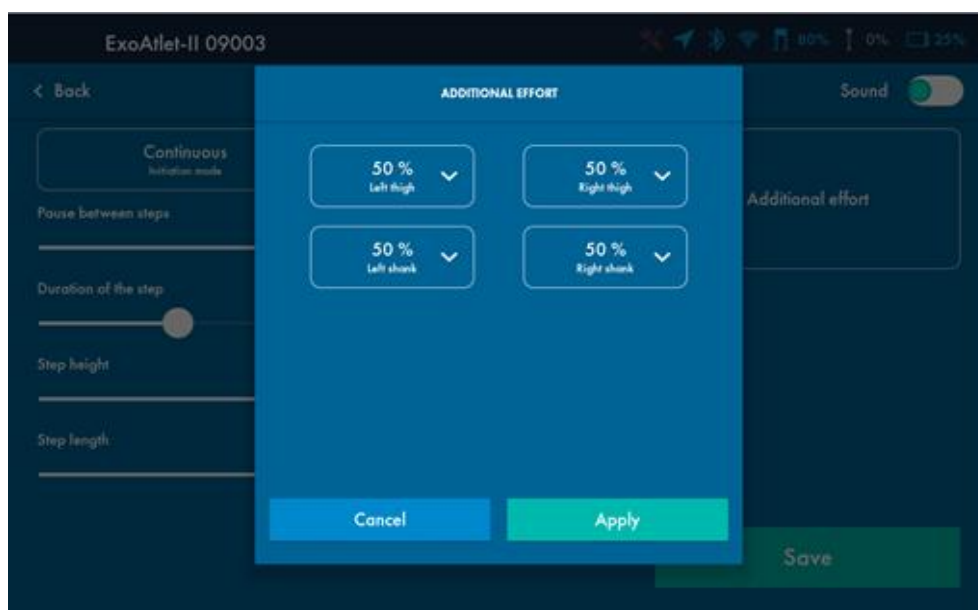 ExoAtlet-II 09003
80% 0% 25%
Back
ADDITIONAL EFFORT
Sound
Continuous
Initiation mode
50 %
Left thigh
50 %
Right thigh
Additional effort
Pause between steps
50 %
Left shank
50 %
Right shank
Duration of the step
Step height
Step length
Cancel
Apply
Save